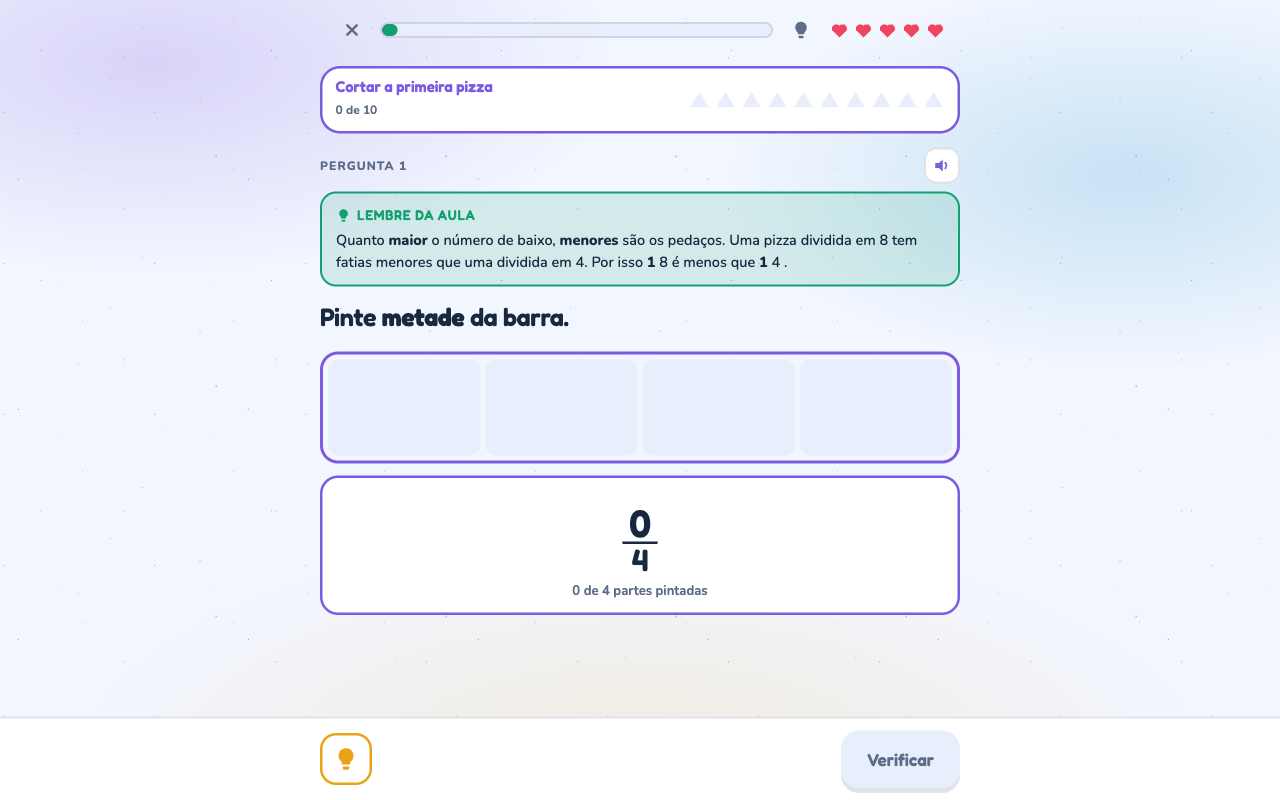 Cortar a primeira pizza
0 de 10
PERGUNTA 1
LEMBRE DA AULA
Quanto maior o número de baixo, menores são os pedaços. Uma pizza dividida em 8 tem
fatias menores que uma dividida em 4. Por isso 1 8 é menos que 1 4 .
Pinte metade da barra.
0
4
0 de 4 partes pintadas
Verificar